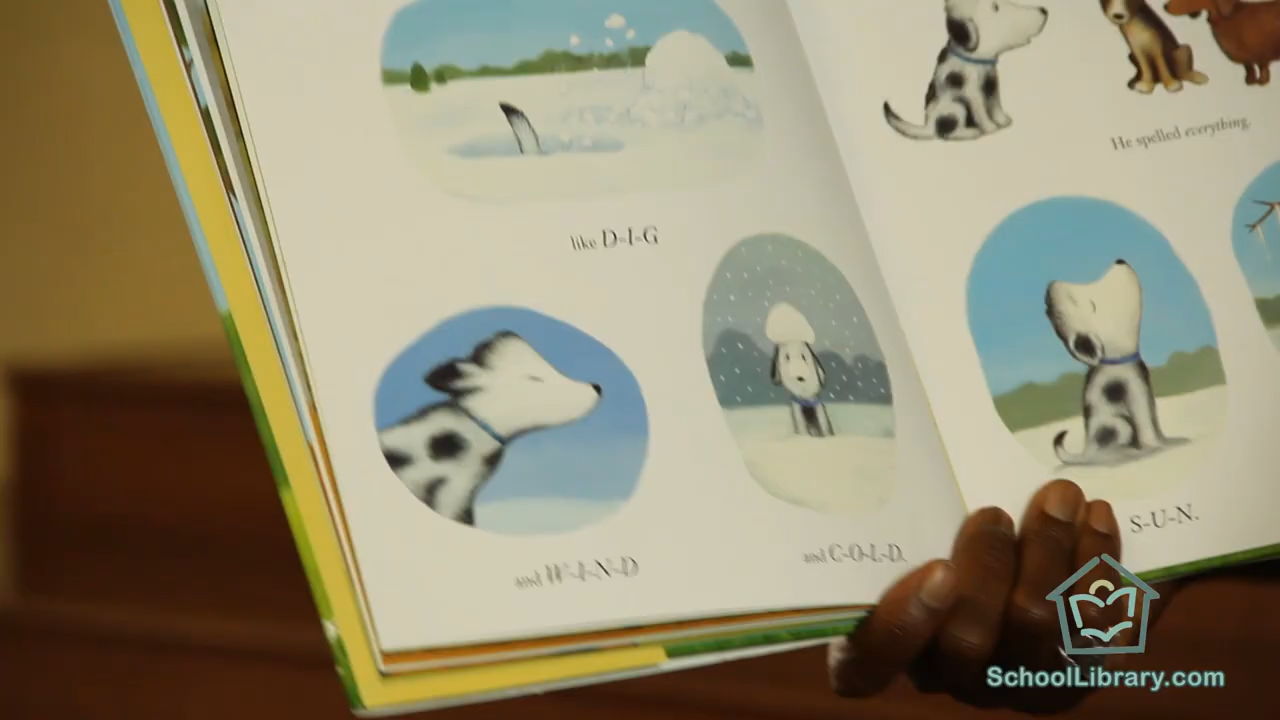 like D-I-G
and W-I-N-D
and C-O-L-D.
He spelled everything.
S-U-N.
SchoolLibrary.com